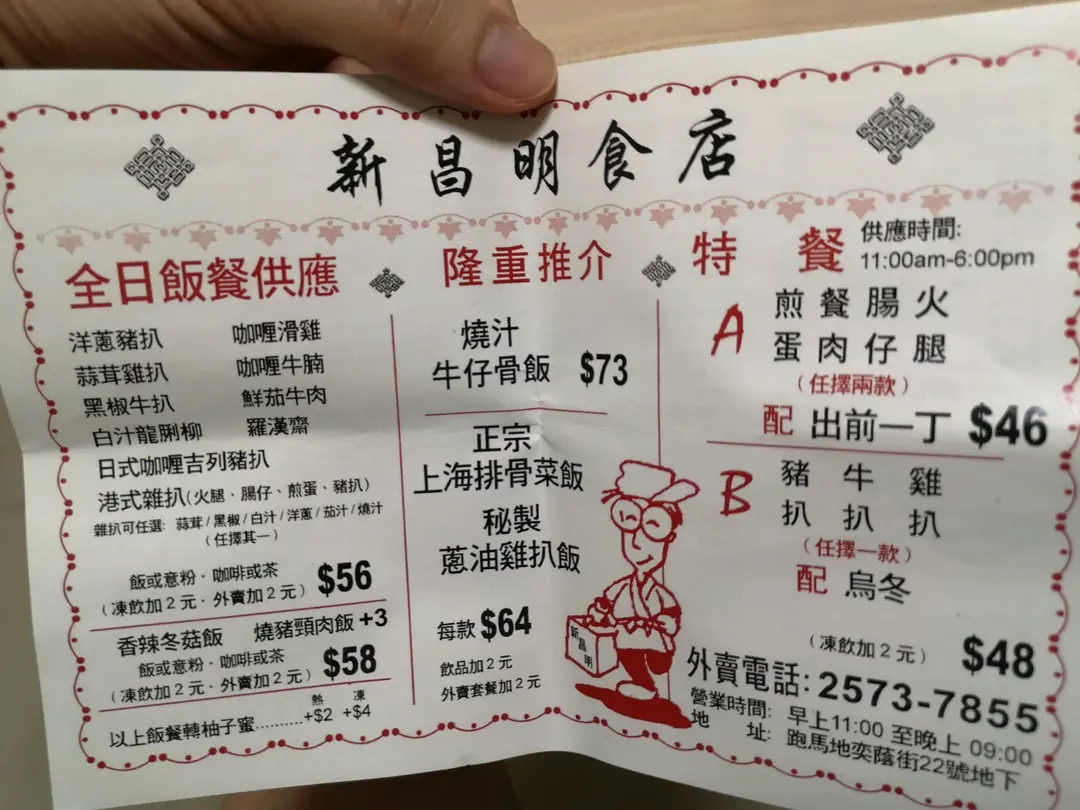 新昌明食店
全日飯餐供應
洋蔥豬扒 咖喱滑雞
蒜茸雞扒 咖喱牛腩
黑椒牛扒 鮮茄牛肉
白汁龍脷柳 羅漢齋
日式咖喱吉列豬扒
港式雜扒(火腿、腸仔、煎蛋、豬扒)
雜扒可任選: 蒜茸/黑椒/白汁/洋蔥/茄汁/燒汁
(任擇其一)
飯或意粉．咖啡或茶
(凍飲加2元．外賣加2元) $56
香辣冬菇飯 燒豬頸肉飯 +3
飯或意粉．咖啡或茶
(凍飲加2元．外賣加2元) $58
熱 凍
以上飯餐轉柚子蜜..........+$2 +$4
隆重推介
燒汁
牛仔骨飯 $73
正宗
上海排骨菜飯
秘製
蔥油雞扒飯
每款 $64
飲品加2元
外賣套餐加2元
新昌明
特餐
供應時間:
11:00am-6:00pm
A 煎餐腸火
蛋肉仔腿
(任擇兩款)
配 出前一丁 $46
B 豬 牛 雞
扒 扒 扒
(任擇一款)
配 烏冬
(凍飲加2元) $48
外賣電話: 2573-7855
營業時間: 早上11:00 至晚上 09:00
地 址: 跑馬地奕蔭街22號地下